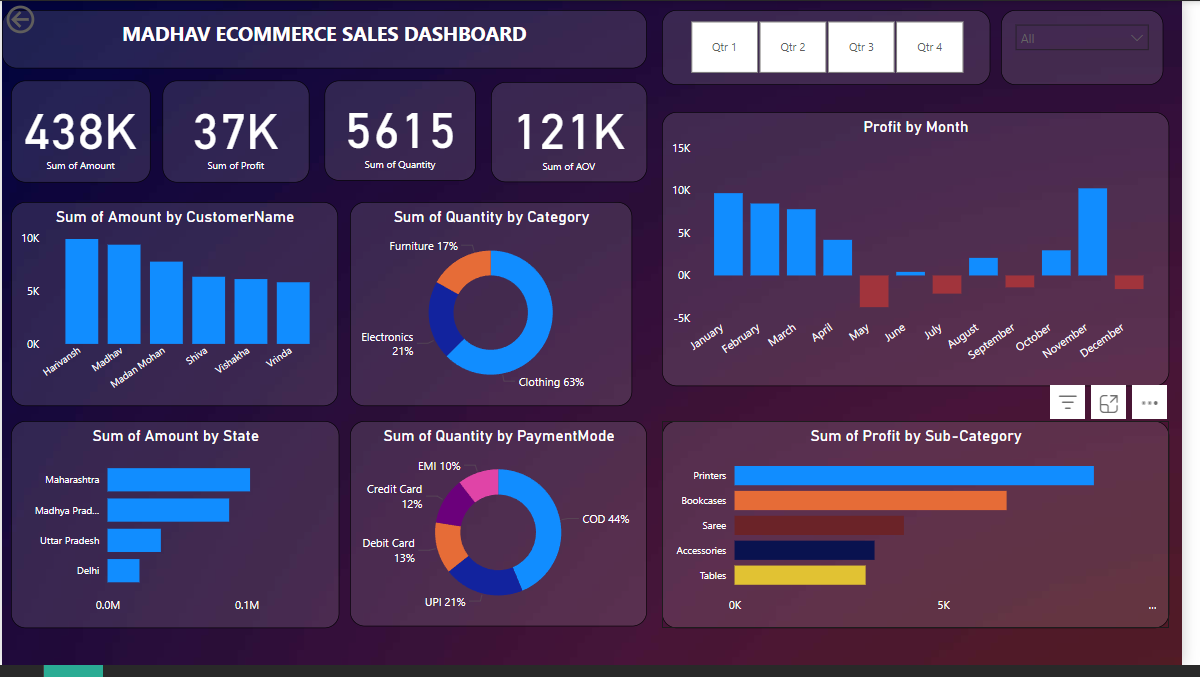 MADHAV ECOMMERCE SALES DASHBOARD
Qtr 1
Qtr 2
Qtr 3
Qtr 4
All
438K
Sum of Amount
37K
Sum of Profit
5615
Sum of Quantity
121K
Sum of AOV
Profit by Month
15K
10K
5K
0K
-5K
January
February
March
April
May
June
July
August
September
October
November
December
Sum of Amount by CustomerName
10K
5K
0K
Harivansh
Madhav
Madan Mohan
Shiva
Vishakha
Vrinda
Sum of Quantity by Category
Furniture 17%
Electronics
21%
Clothing 63%
Sum of Amount by State
Maharashtra
Madhya Prad...
Uttar Pradesh
Delhi
0.0M
0.1M
Sum of Quantity by PaymentMode
EMI 10%
Credit Card
12%
Debit Card
13%
UPI 21%
COD 44%
Sum of Profit by Sub-Category
Printers
Bookcases
Saree
Accessories
Tables
0K
5K
...